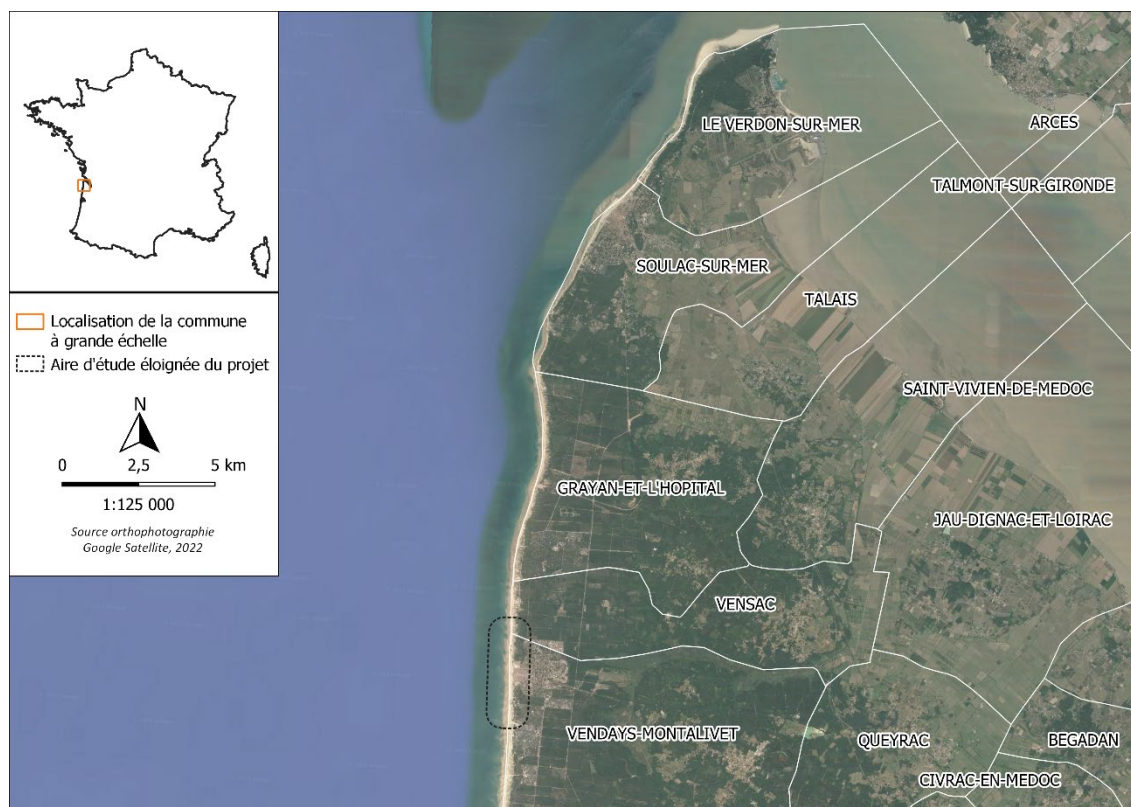 Localisation de la commune
à grande échelle
Aire d'étude éloignée du projet
N
0 2,5 5 km
1:125 000
Source orthophotographie
Google Satellite, 2022
LE VERDON-SUR-MER
ARCES
TALMONT-SUR-GIRONDE
SOULAC-SUR-MER
TALAIS
SAINT-VIVIEN-DE-MEDOC
GRAYAN-ET-L'HOPITAL
JAU-DIGNAC-ET-LOIRAC
VENSAC
VENDAYS-MONTALIVET
QUEYRAC
BEGADAN
CIVRAC-EN-MEDOC